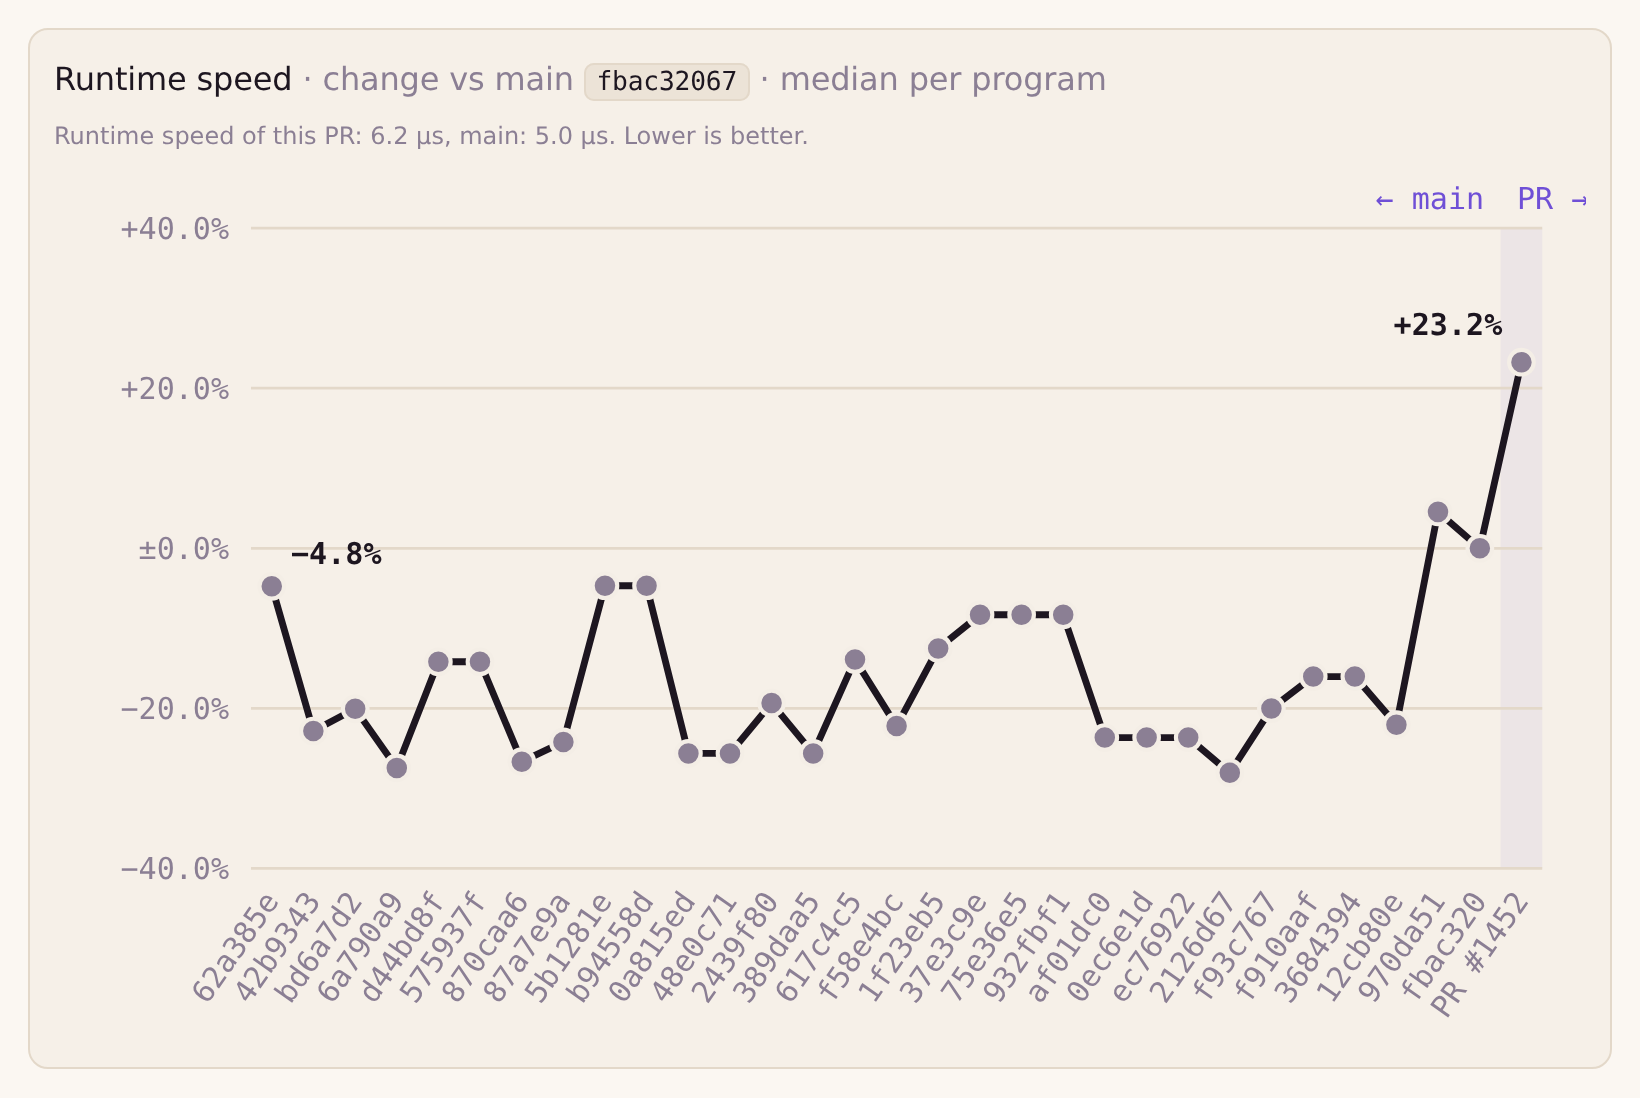 Runtime speed · change vs main fbac32067 · median per program
Runtime speed of this PR: 6.2 µs, main: 5.0 µs. Lower is better.
← main PR →
+40.0%
+20.0%
±0.0%
−20.0%
−40.0%
−4.8%
+23.2%
62a385e
42b9343
bd6a7d2
6a790a9
d44bd8f
575937f
870caa6
87a7e9a
5b1281e
b94558d
0a815ed
48e0c71
2439f80
389daa5
617c4c5
f58e4bc
1f23eb5
37e3c9e
75e36e5
932fbf1
af01dc0
0ec6e1d
ec76922
2126d67
f93c767
f910aaf
3684394
12cb80e
970da51
fbac320
PR #1452